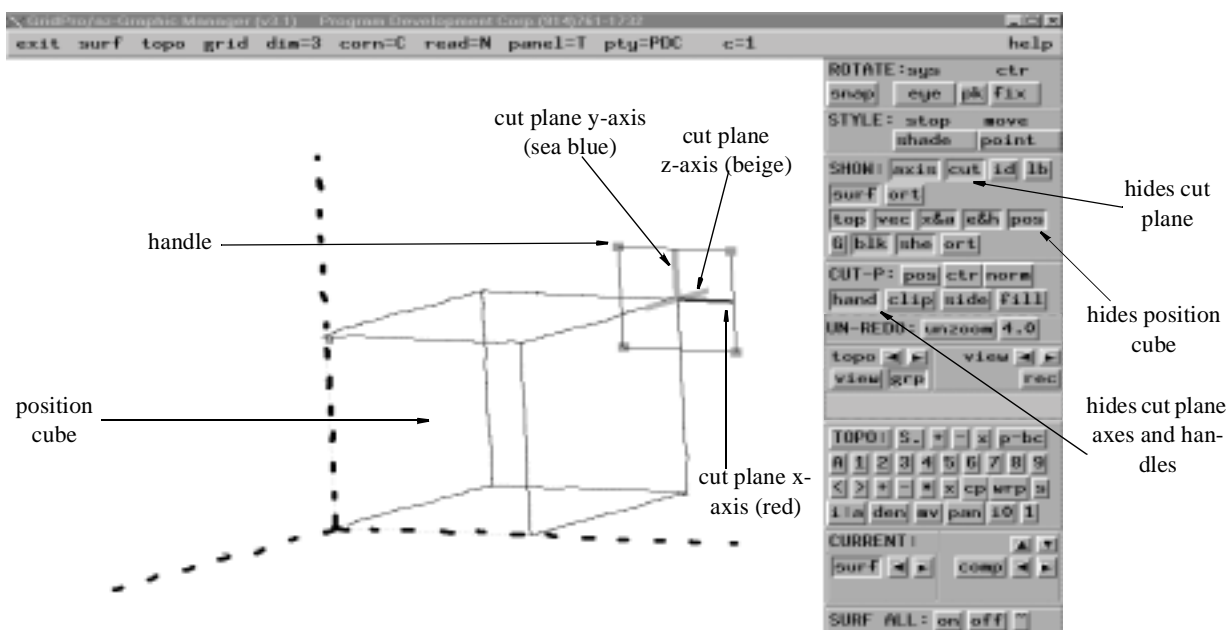 GridPro/az-Graphic Manager (v3.1) Program Development Corp.(914)761-1732
exit surf topo grid dim=3 corn=C read=N panel=T pty=PDC c=1 help
ROTATE:sys ctr
snap eye pk fix
STYLE: stop move
shade point
SHOW: axis cut id lb
surf ort
top vec x&a e&h pos
G blk she ort
CUT-P: pos ctr norm
hand clip side fill
UN-REDO: unzoom 4.0
topo view
view grp rec
TOPO: S. + - x p-bc
A 1 2 3 4 5 6 7 8 9
< > + - * x cp wrp s
i!a den mv pan i0 1
CURRENT:
surf comp
SURF ALL: on off ~
cut plane y-axis
(sea blue)
cut plane
z-axis (beige)
handle
position
cube
cut plane x-
axis (red)
hides cut
plane
hides position
cube
hides cut plane
axes and han-
dles